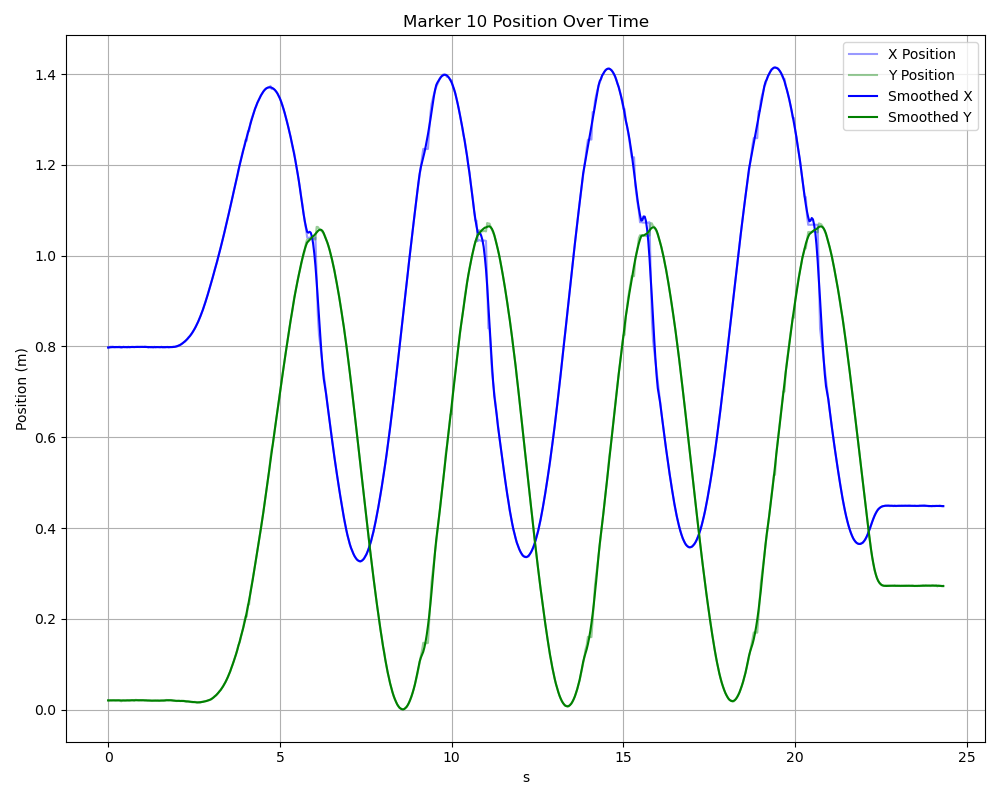 Marker 10 Position Over Time
X Position
Y Position
Smoothed X
Smoothed Y
Position (m)
1.4
1.2
1.0
0.8
0.6
0.4
0.2
0.0
0 5 10 15 20 25
s